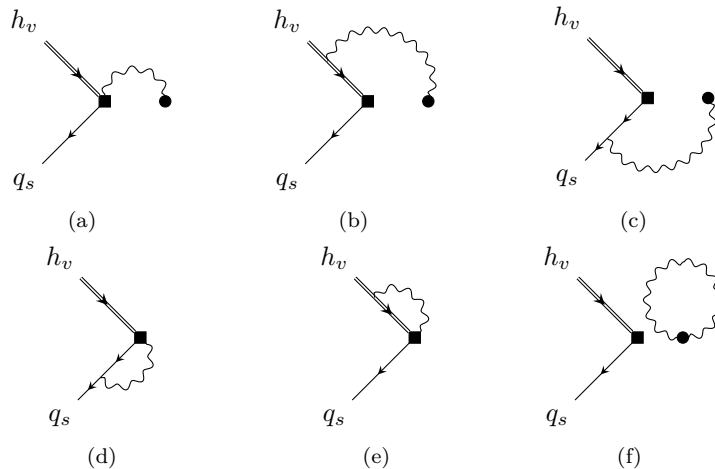 h_v h_v h_v
q_s q_s q_s
(a) (b) (c)
h_v h_v h_v
q_s q_s q_s
(d) (e) (f)